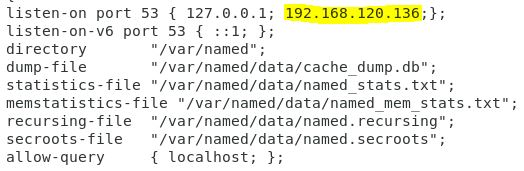 listen-on port 53 { 127.0.0.1; 192.168.120.136;};
listen-on-v6 port 53 { ::1; };
directory "/var/named";
dump-file "/var/named/data/cache_dump.db";
statistics-file "/var/named/data/named_stats.txt";
memstatistics-file "/var/named/data/named_mem_stats.txt";
recursing-file "/var/named/data/named.recursing";
secroots-file "/var/named/data/named.secroots";
allow-query { localhost; };